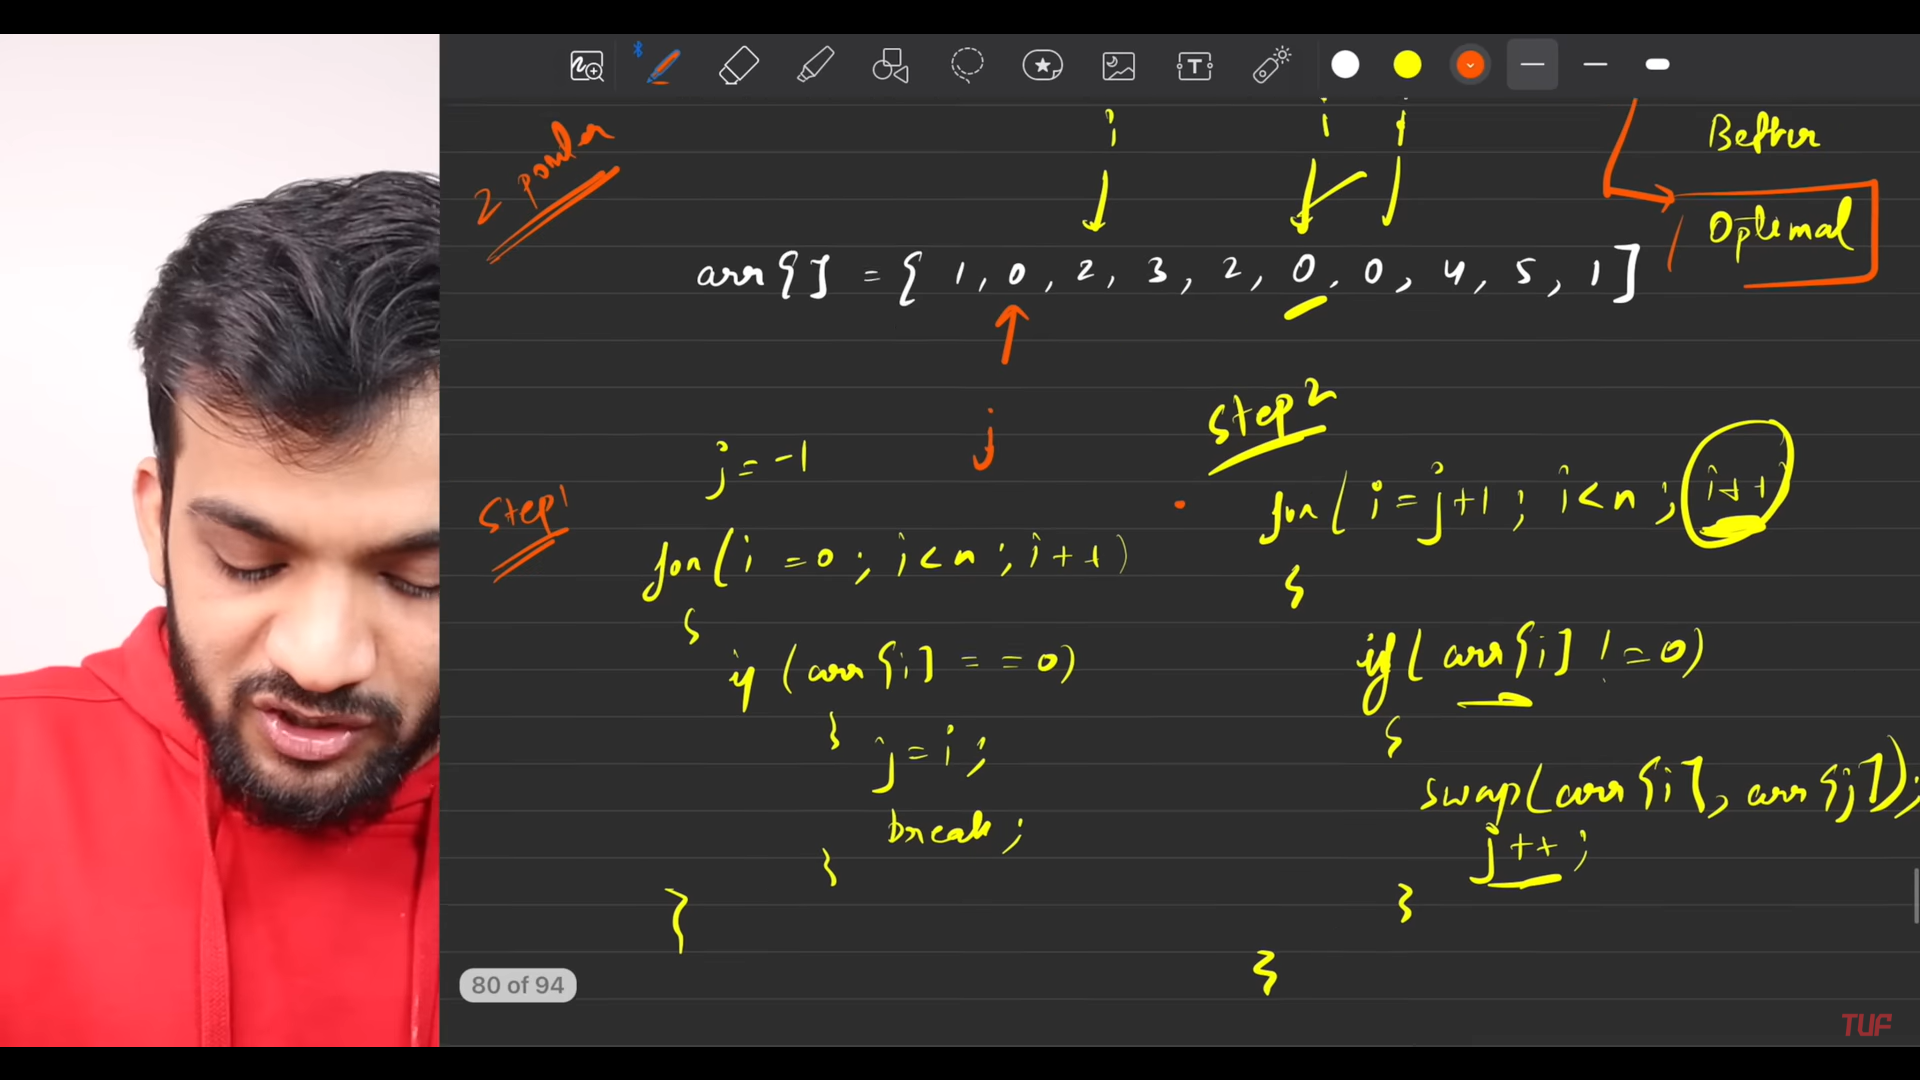 i i j
Better
2 pointer
Optimal
arr[] = { 1, 0, 2, 3, 2, 0, 0, 4, 5, 1]
j
Step 2
j = -1
Step 1
for( i = j+1 ; i < n ; i++
for( i = 0 ; i < n ; i++)
{
{
if( arr[i] != 0)
if (arr[i] == 0)
{
}
j = i ;
swap(arr[i], arr[j]);
break ;
j++ ;
}
}
}
}
80 of 94
TUF